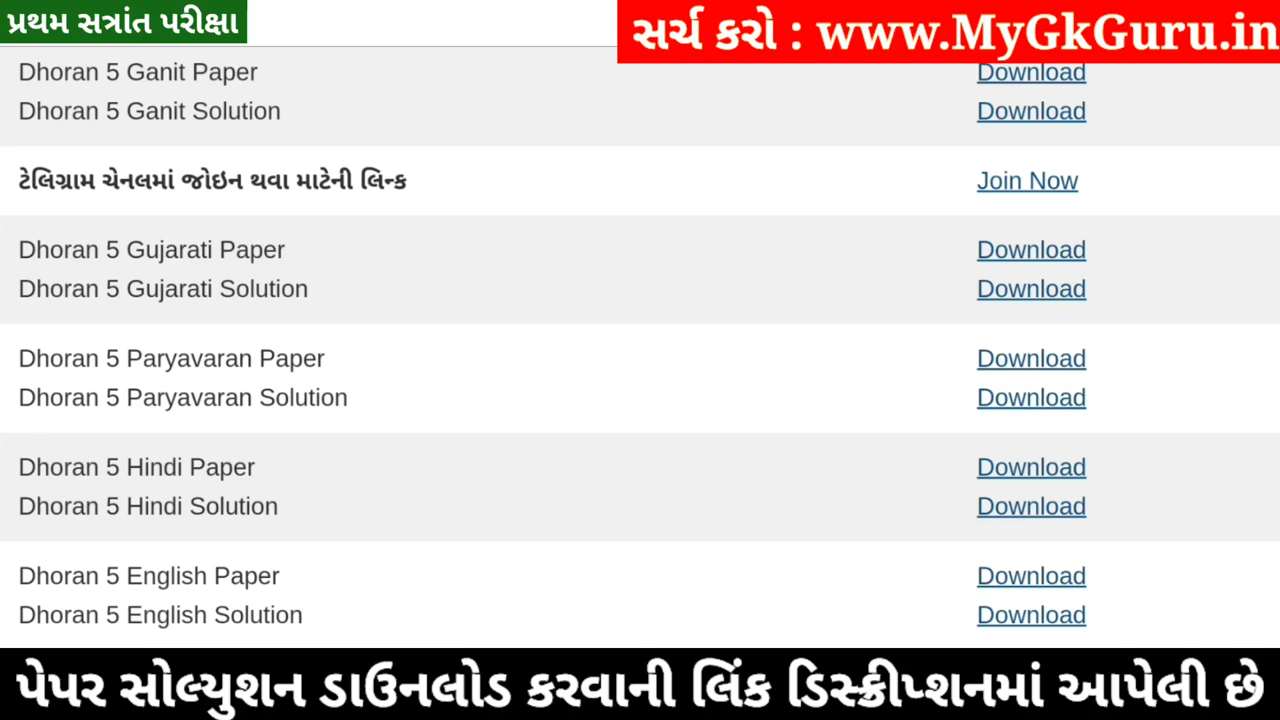 પ્રથમ સત્રાંત પરીક્ષા
સર્ચ કરો : www.MyGkGuru.in
Dhoran 5 Ganit Paper Download
Dhoran 5 Ganit Solution Download
ટેલિગ્રામ ચેનલમાં જોઇન થવા માટેની લિન્ક Join Now
Dhoran 5 Gujarati Paper Download
Dhoran 5 Gujarati Solution Download
Dhoran 5 Paryavaran Paper Download
Dhoran 5 Paryavaran Solution Download
Dhoran 5 Hindi Paper Download
Dhoran 5 Hindi Solution Download
Dhoran 5 English Paper Download
Dhoran 5 English Solution Download
પેપર સોલ્યુશન ડાઉનલોડ કરવાની લિંક ડિસ્ક્રીપ્શનમાં આપેલી છે